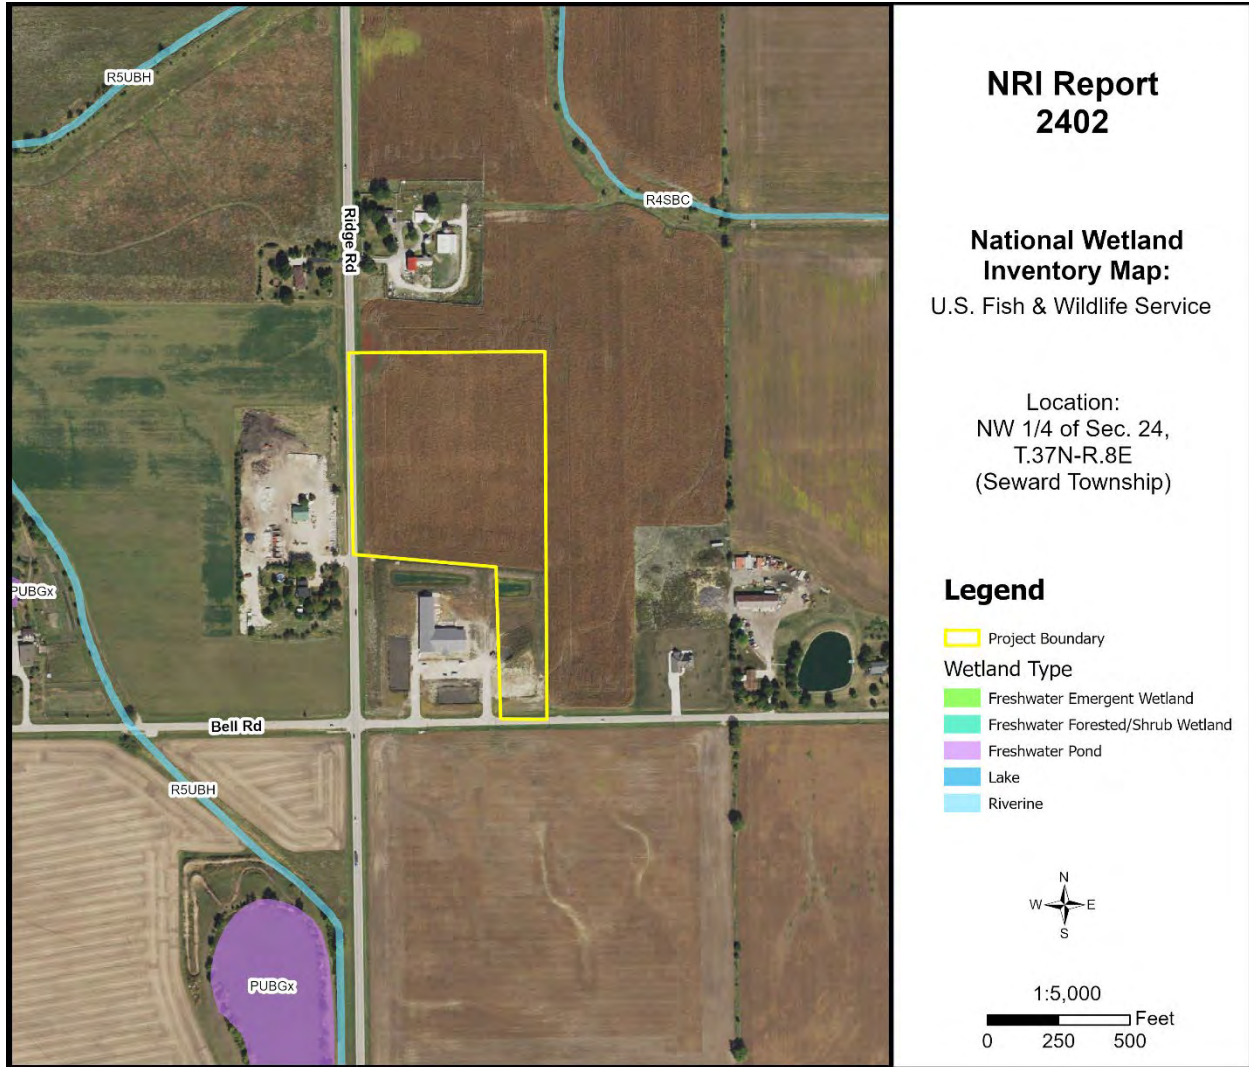 R5UBH
R4SBC
Ridge Rd
PUBGx
Bell Rd
R5UBH
PUBGx
NRI Report
2402
National Wetland
Inventory Map:
U.S. Fish & Wildlife Service
Location:
NW 1/4 of Sec. 24,
T.37N-R.8E
(Seward Township)
Legend
Project Boundary
Wetland Type
Freshwater Emergent Wetland
Freshwater Forested/Shrub Wetland
Freshwater Pond
Lake
Riverine
N
W E
S
1:5,000
Feet
0 250 500